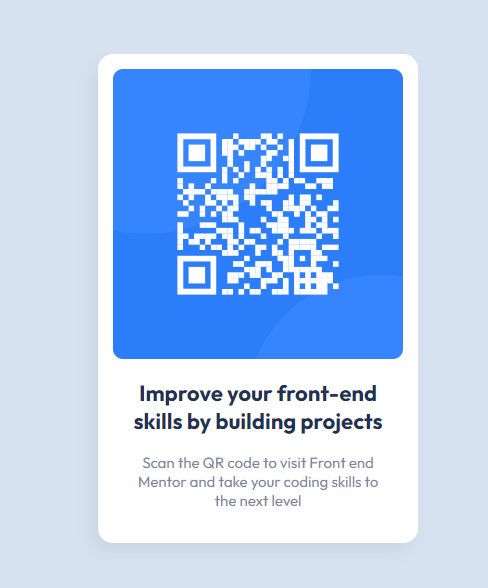 Improve your front-end
skills by building projects
Scan the QR code to visit Front end
Mentor and take your coding skills to
the next level